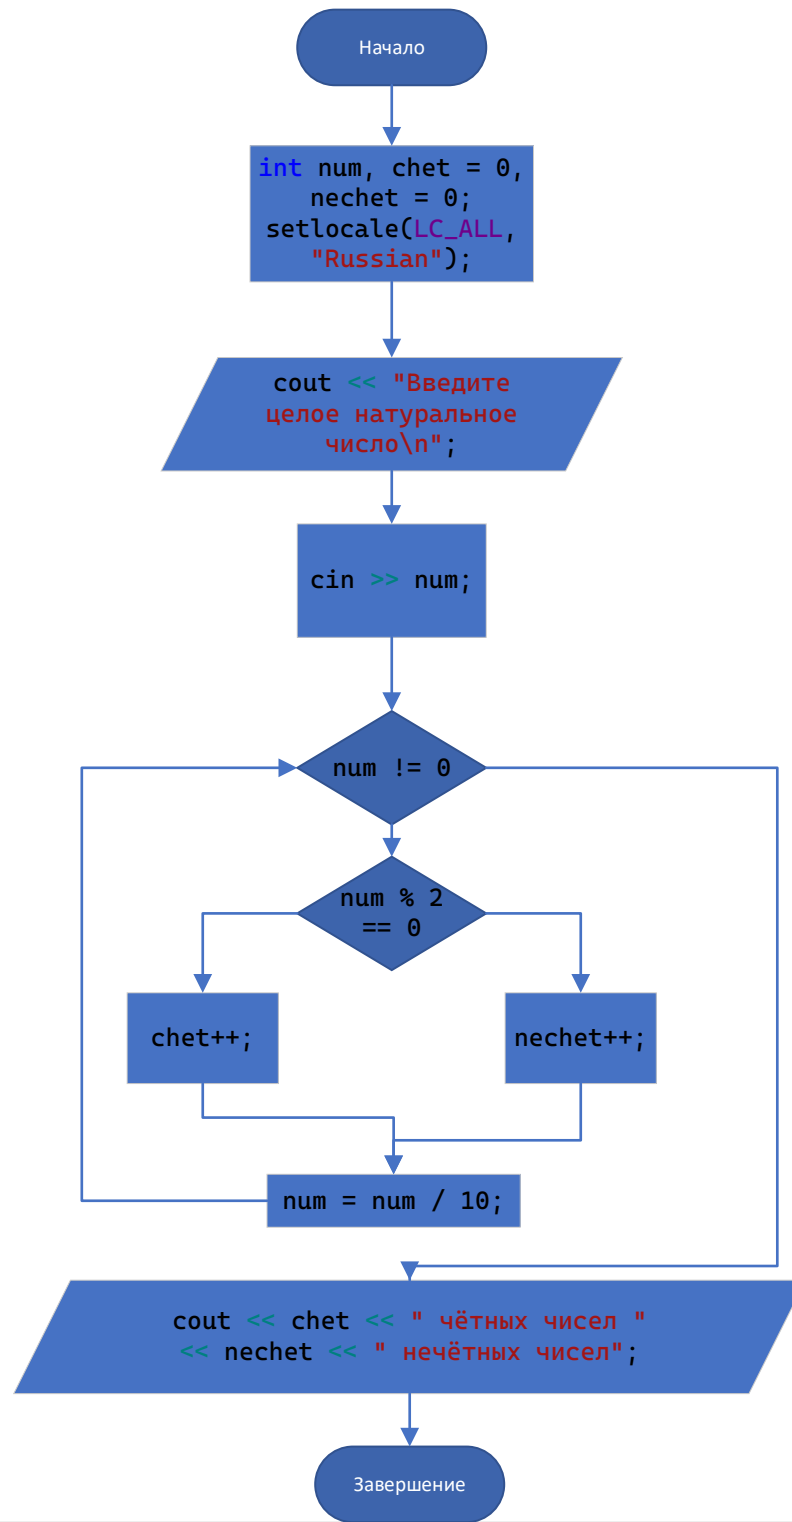 Начало
int num, chet = 0,
nechet = 0;
setlocale(LC_ALL,
"Russian");
cout << "Введите
целое натуральное
число\n";
cin >> num;
num != 0
num % 2
== 0
chet++;
nechet++;
num = num / 10;
cout << chet << " чётных чисел "
<< nechet << " нечётных чисел";
Завершение